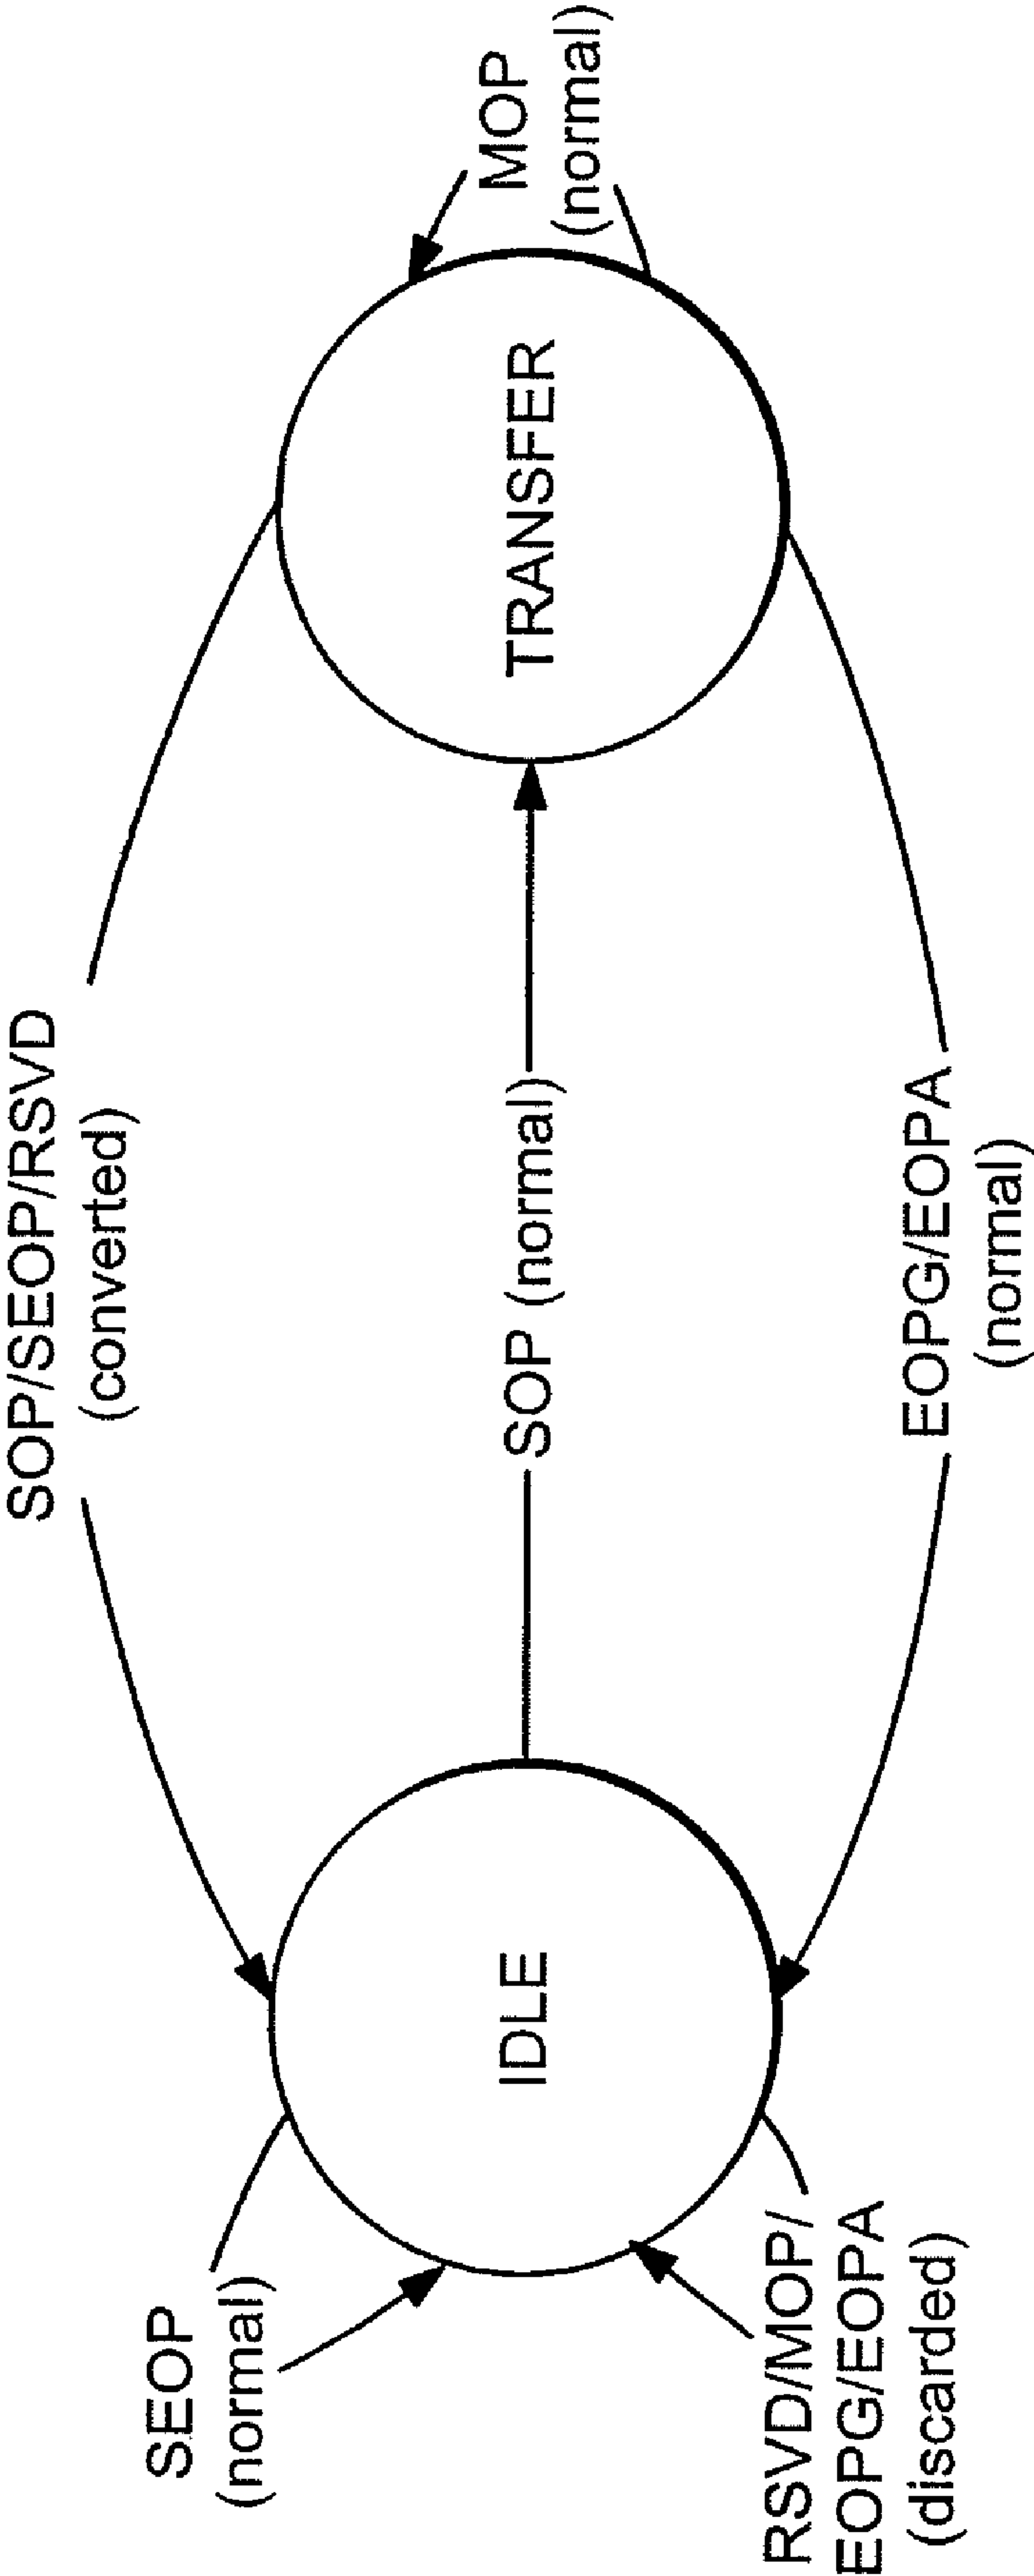 SOP/SEOP/RSVD
(converted)
SEOP
(normal)
IDLE
SOP (normal)
TRANSFER
MOP
(normal)
RSVD/MOP/
EOPG/EOPA
(discarded)
EOPG/EOPA
(normal)